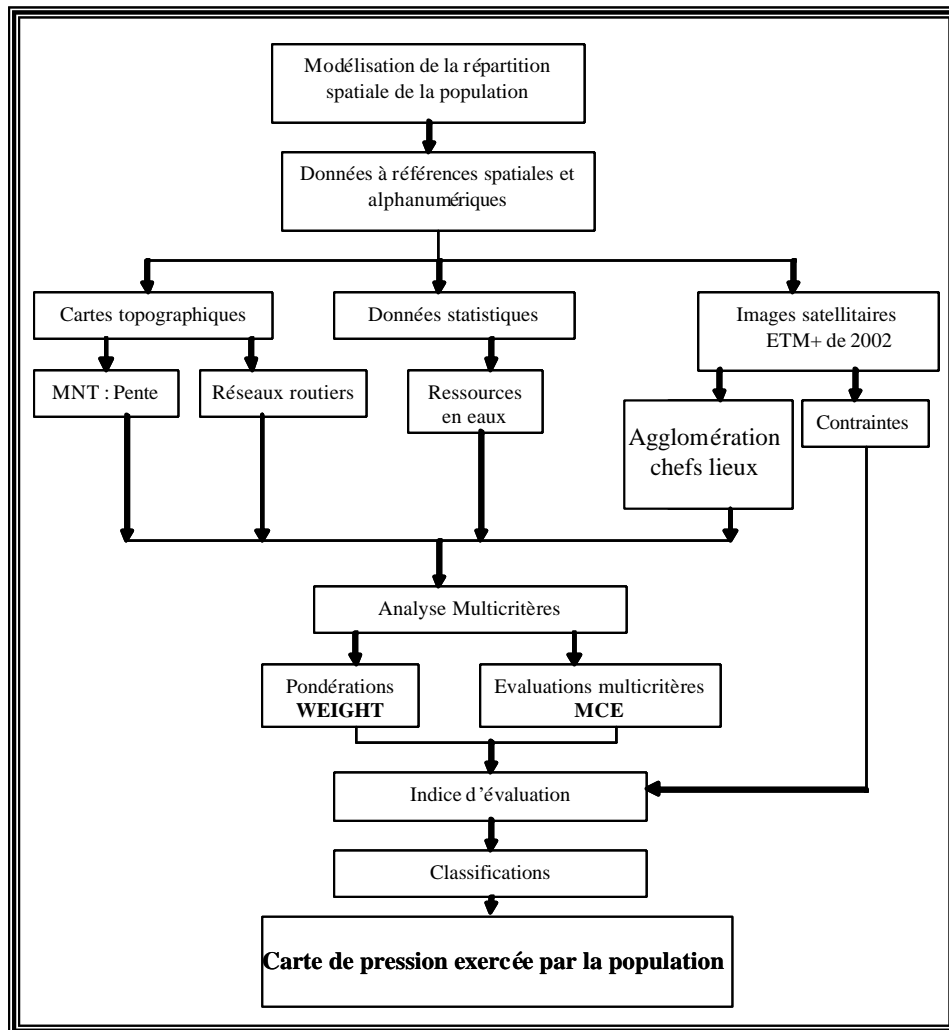 Modélisation de la répartition
spatiale de la population
Données à références spatiales et
alphanumériques
Cartes topographiques
Données statistiques
Images satellitaires
ETM+ de 2002
MNT : Pente
Réseaux routiers
Ressources
en eaux
Agglomération
chefs lieux
Contraintes
Analyse Multicritères
Pondérations
WEIGHT
Evaluations multicritères
MCE
Indice d’évaluation
Classifications
Carte de pression exercée par la population